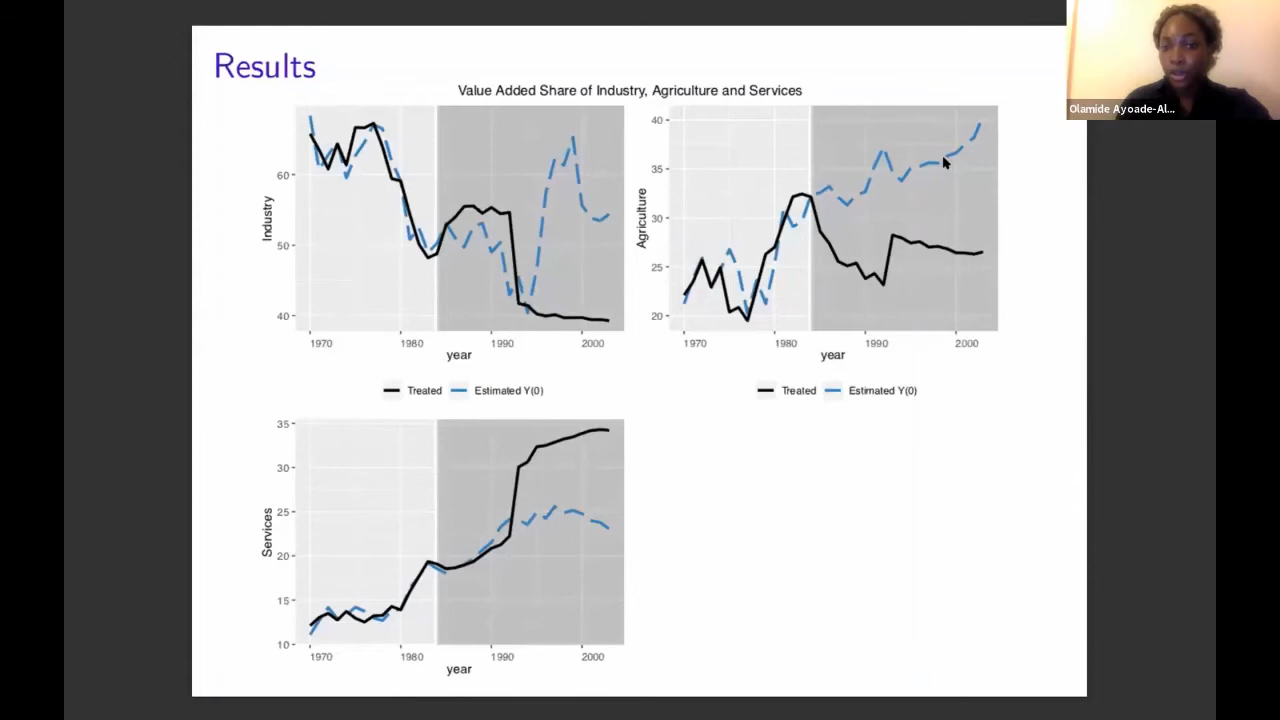 Results
Value Added Share of Industry, Agriculture and Services
60
50
40
Industry
1970 1980 1990 2000
year
Treated Estimated Y(0)
40
35
30
25
20
Agriculture
1970 1980 1990 2000
year
Treated Estimated Y(0)
35
30
25
20
15
10
Services
1970 1980 1990 2000
year
Olamide Ayoade-Al...